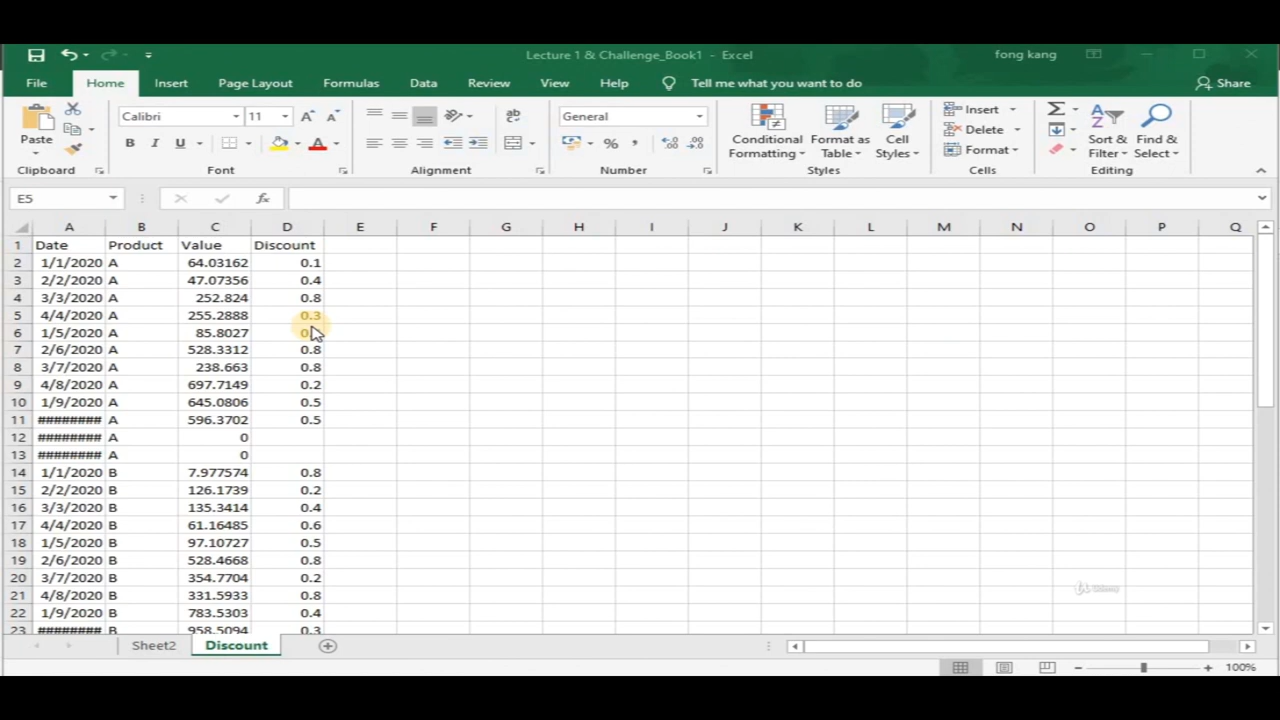 Lecture 1 & Challenge_Book1 - Excel
fong kang
File Home Insert Page Layout Formulas Data Review View Help Tell me what you want to do Share
Paste
Calibri 11
B I U
General
Conditional Formatting
Format as Table
Cell Styles
Insert
Delete
Format
Sort & Filter
Find & Select
Clipboard Font Alignment Number Styles Cells Editing
E5 fx
A B C D E F G H I J K L M N O P Q
1 Date Product Value Discount
2 1/1/2020 A 64.03162 0.1
3 2/2/2020 A 47.07356 0.4
4 3/3/2020 A 252.824 0.8
5 4/4/2020 A 255.2888 0.3
6 1/5/2020 A 85.8027
7 2/6/2020 A 528.3312 0.8
8 3/7/2020 A 238.663 0.8
9 4/8/2020 A 697.7149 0.2
10 1/9/2020 A 645.0806 0.5
11 ######## A 596.3702 0.5
12 ######## A 0
13 ######## A 0
14 1/1/2020 B 7.977574 0.8
15 2/2/2020 B 126.1739 0.2
16 3/3/2020 B 135.3414 0.4
17 4/4/2020 B 61.16485 0.6
18 1/5/2020 B 97.10727 0.5
19 2/6/2020 B 528.4668 0.8
20 3/7/2020 B 354.7704 0.2
21 4/8/2020 B 331.5933 0.8
22 1/9/2020 B 783.5303 0.4
23 ######## B 958.5094 0.3
Udemy
Sheet2 Discount
100%